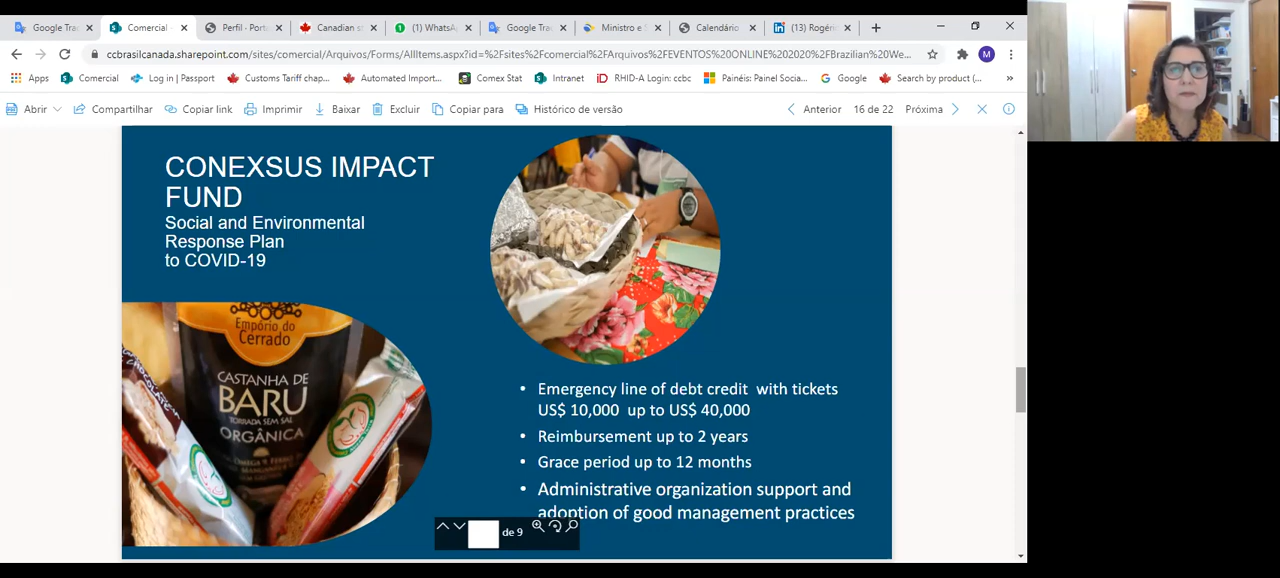 Google Tra
Comercial -
Perfil - Port
Canadian s
(1) WhatsA
Google Tra
Ministro e S
Calendário
(13) Rogéri
ccbrasilcanada.sharepoint.com/sites/comercial/Arquivos/Forms/AllItems.aspx?id=%2Fsites%2Fcomercial%2FArquivos%2FEVENTOS%20ONLINE%202020%2FBrazilian%20We...
M
Apps
Comercial
Log in | Passport
Customs Tariff chap...
Automated Import...
Comex Stat
Intranet
RHID-A Login: ccbc
Painéis: Painel Socia...
Google
Search by product (...
»
Abrir
Compartilhar
Copiar link
Imprimir
Baixar
Excluir
Copiar para
Histórico de versão
Anterior
16 de 22
Próxima
CONEXSUS IMPACT
FUND
Social and Environmental
Response Plan
to COVID-19
Empório do
Cerrado
CASTANHA DE
BARU
TORRADA SEM SAL
ORGÂNICA
• Emergency line of debt credit with tickets
US$ 10,000 up to US$ 40,000
• Reimbursement up to 2 years
• Grace period up to 12 months
• Administrative organization support and
adoption of good management practices
de 9